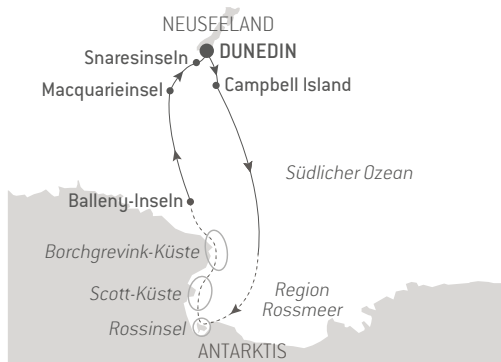 NEUSEELAND
DUNEDIN
Snaresinseln
Campbell Island
Macquarieinsel
Südlicher Ozean
Balleny-Inseln
Borchgrevink-Küste
Scott-Küste
Region
Rossmeer
Rossinsel
ANTARKTIS